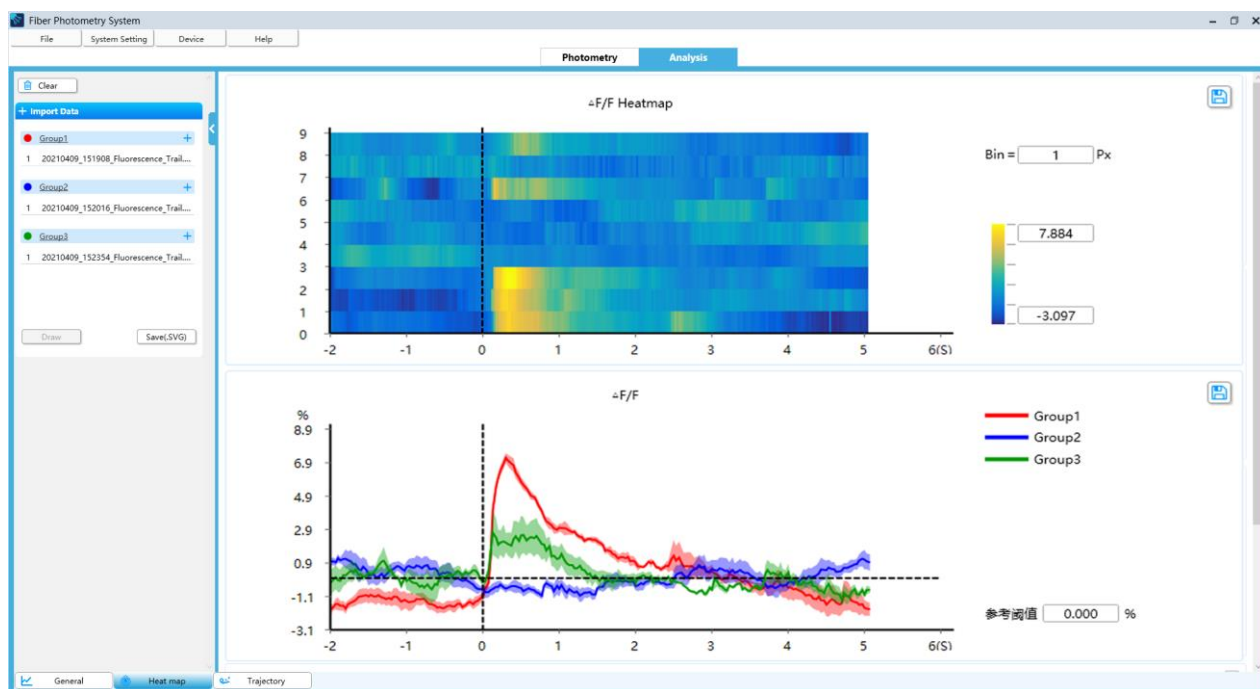 Fiber Photometry System
File System Setting Device Help
Photometry Analysis
Clear
+ Import Data
Group1 +
1 20210409_151908_Fluorescence_Trail....
Group2 +
1 20210409_152016_Fluorescence_Trail....
Group3 +
1 20210409_152354_Fluorescence_Trail....
Draw Save(.SVG)
△F/F Heatmap
9
8
7
6
5
4
3
2
1
0
-2 -1 0 1 2 3 4 5 6(S)
Bin = 1 Px
7.884
-3.097
△F/F
%
8.9
6.9
4.9
2.9
0.9
-1.1
-3.1
-2 -1 0 1 2 3 4 5 6(S)
Group1
Group2
Group3
参考阈值 0.000 %
General Heat map Trajectory